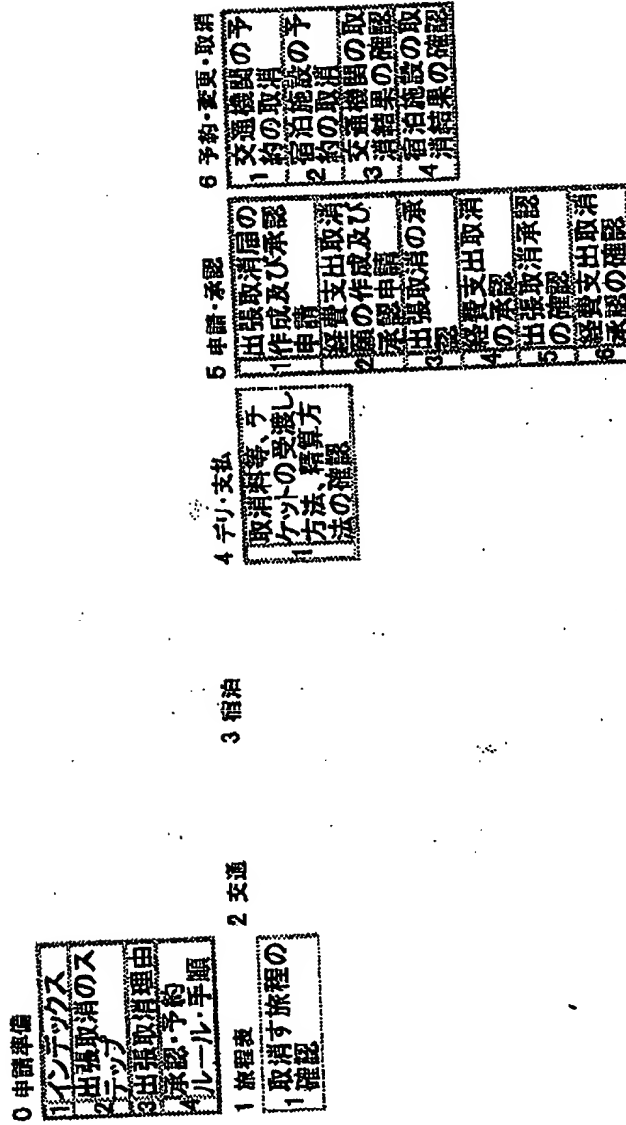 0 申請準備
1 インデックス
2 出張取消のス
テップ
3 出張取消理由
4 承認・予約
ルール・手順
1 旅程表
1 取消す旅程の
確認
2 交通
3 宿泊
4 デリ・支払
1 取消料等、チ
ケットの受渡し
方法、精算方
法の確認
5 申請・承認
1 出張取消届の
作成及び承認
申請
2 経費支出取消
願の作成及び
承認申請
3 出張取消の承
認
4 経費支出取消
の承認
5 出張取消承認
の確認
6 経費支出取消
承認の確認
6 予約・変更・取消
1 交通機関の予
約の取消
2 宿泊施設の予
約の取消
3 交通機関の取
消結果の確認
4 宿泊施設の取
消結果の確認